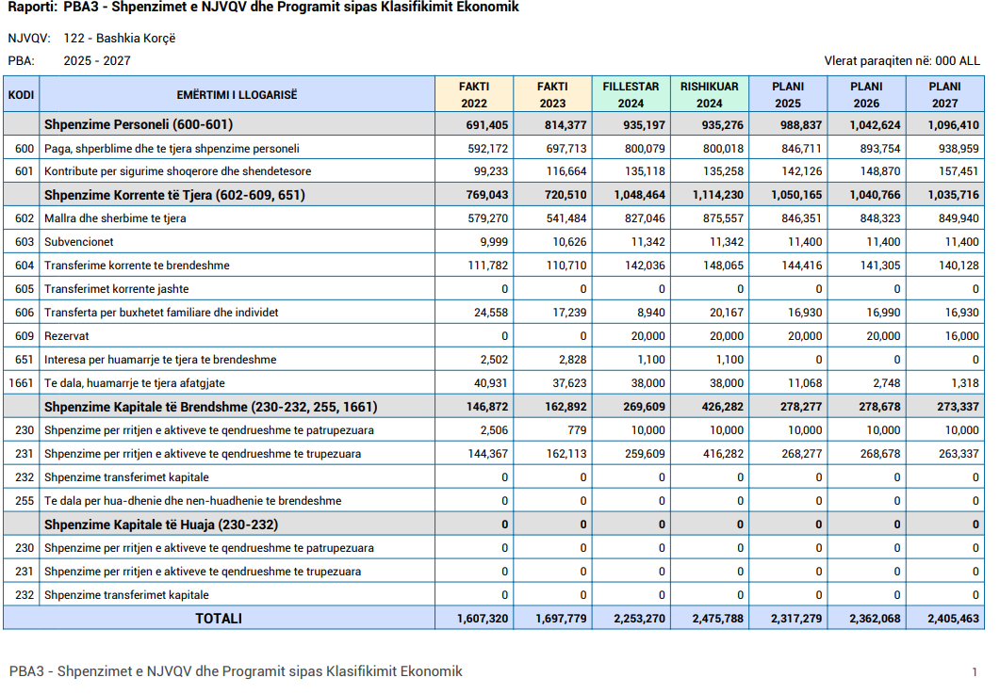 Raporti: PBA3 - Shpenzimet e NJVQV dhe Programit sipas Klasifikimit Ekonomik
NJVQV: 122 - Bashkia Korçë
PBA: 2025 - 2027 Vlerat paraqiten në: 000 ALL
KODI EMËRTIMI I LLOGARISË FAKTI 2022 FAKTI 2023 FILLESTAR 2024 RISHIKUAR 2024 PLANI 2025 PLANI 2026 PLANI 2027
Shpenzime Personeli (600-601) 691,405 814,377 935,197 935,276 988,837 1,042,624 1,096,410
600 Paga, shperblime dhe te tjera shpenzime personeli 592,172 697,713 800,079 800,018 846,711 893,754 938,959
601 Kontribute per sigurime shoqerore dhe shendetesore 99,233 116,664 135,118 135,258 142,126 148,870 157,451
Shpenzime Korrente të Tjera (602-609, 651) 769,043 720,510 1,048,464 1,114,230 1,050,165 1,040,766 1,035,716
602 Mallra dhe sherbime te tjera 579,270 541,484 827,046 875,557 846,351 848,323 849,940
603 Subvencionet 9,999 10,626 11,342 11,342 11,400 11,400 11,400
604 Transferime korrente te brendeshme 111,782 110,710 142,036 148,065 144,416 141,305 140,128
605 Transferimet korrente jashte 0 0 0 0 0 0 0
606 Transferta per buxhetet familiare dhe individet 24,558 17,239 8,940 20,167 16,930 16,990 16,930
609 Rezervat 0 0 20,000 20,000 20,000 20,000 16,000
651 Interesa per huamarrje te tjera te brendeshme 2,502 2,828 1,100 1,100 0 0 0
1661 Te dala, huamarrje te tjera afatgjate 40,931 37,623 38,000 38,000 11,068 2,748 1,318
Shpenzime Kapitale të Brendshme (230-232, 255, 1661) 146,872 162,892 269,609 426,282 278,277 278,678 273,337
230 Shpenzime per rritjen e aktiveve te qendrueshme te patrupezuara 2,506 779 10,000 10,000 10,000 10,000 10,000
231 Shpenzime per rritjen e aktiveve te qendrueshme te trupezuara 144,367 162,113 259,609 416,282 268,277 268,678 263,337
232 Shpenzime transferimet kapitale 0 0 0 0 0 0 0
255 Te dala per hua-dhenie dhe nen-huadhenie te brendeshme 0 0 0 0 0 0 0
Shpenzime Kapitale të Huaja (230-232) 0 0 0 0 0 0 0
230 Shpenzime per rritjen e aktiveve te qendrueshme te patrupezuara 0 0 0 0 0 0 0
231 Shpenzime per rritjen e aktiveve te qendrueshme te trupezuara 0 0 0 0 0 0 0
232 Shpenzime transferimet kapitale 0 0 0 0 0 0 0
TOTALI 1,607,320 1,697,779 2,253,270 2,475,788 2,317,279 2,362,068 2,405,463
PBA3 - Shpenzimet e NJVQV dhe Programit sipas Klasifikimit Ekonomik 1